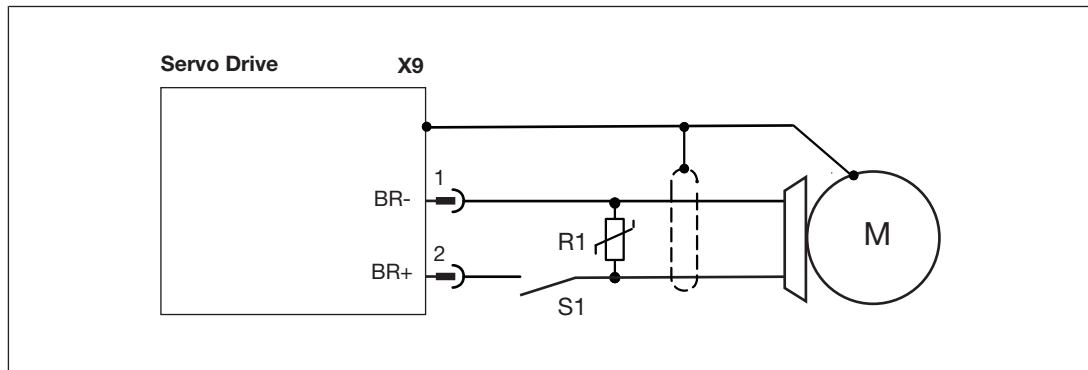 Servo Drive X9
1
BR-
R1
M
2
BR+
S1